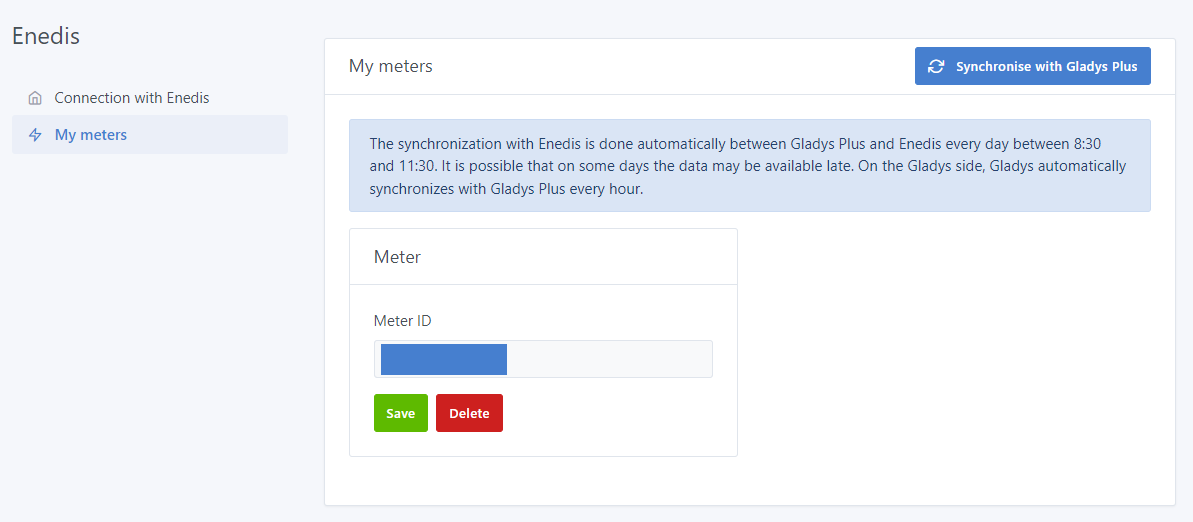 Enedis
Connection with Enedis
My meters
My meters
Synchronise with Gladys Plus
The synchronization with Enedis is done automatically between Gladys Plus and Enedis every day between 8:30
and 11:30. It is possible that on some days the data may be available late. On the Gladys side, Gladys automatically
synchronizes with Gladys Plus every hour.
Meter
Meter ID
Save
Delete